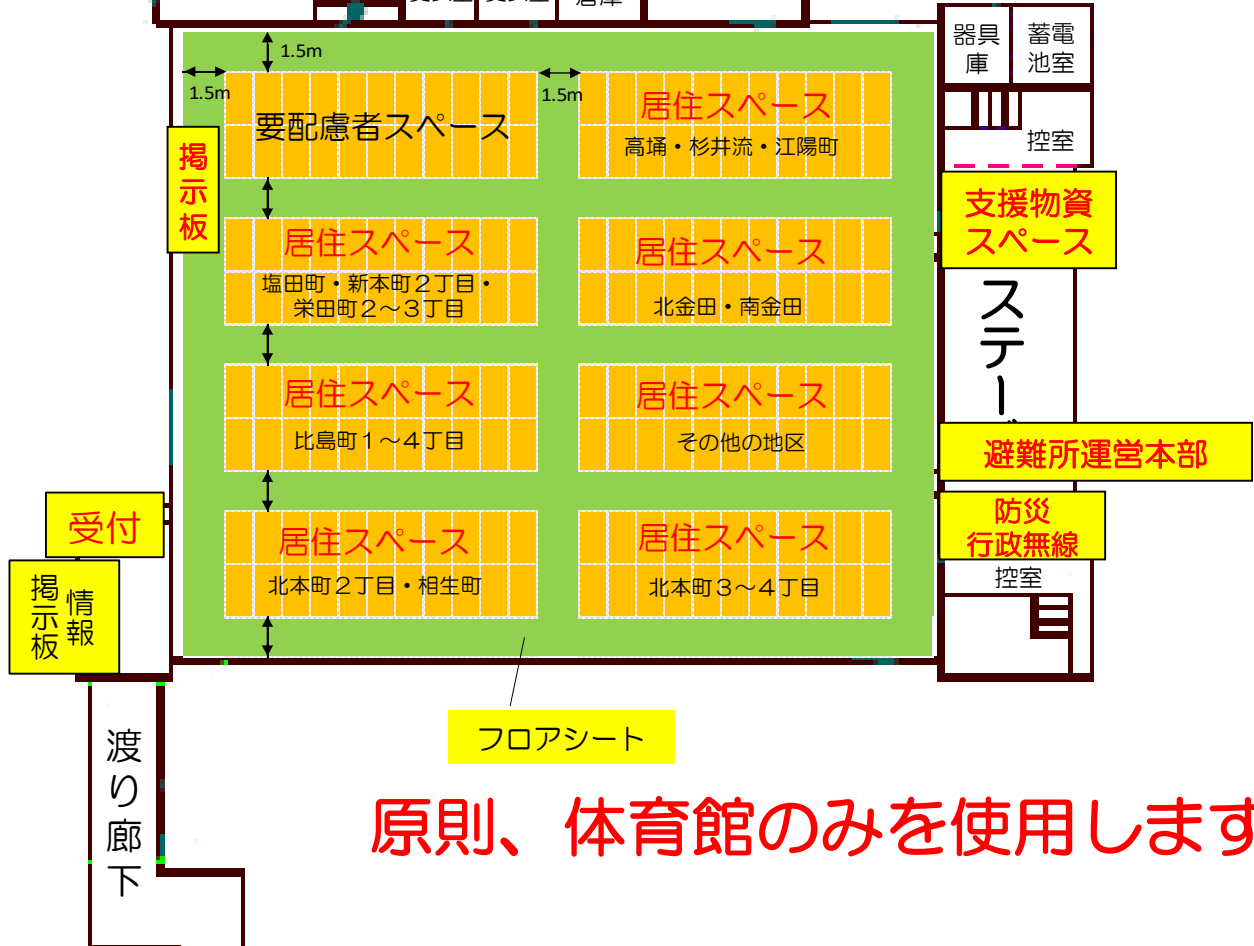 倉庫
1.5m
1.5m
1.5m
器具
庫
蓄電
池室
控室
要配慮者スペース
居住スペース
高埇・杉井流・江陽町
掲示板
支援物資
スペース
居住スペース
塩田町・新本町2丁目・
栄田町2～3丁目
居住スペース
北金田・南金田
ステー
居住スペース
比島町1～4丁目
居住スペース
その他の地区
避難所運営本部
受付
居住スペース
北本町2丁目・相生町
居住スペース
北本町3～4丁目
防災
行政無線
控室
情報
掲示板
フロアシート
渡り廊下
原則、体育館のみを使用します